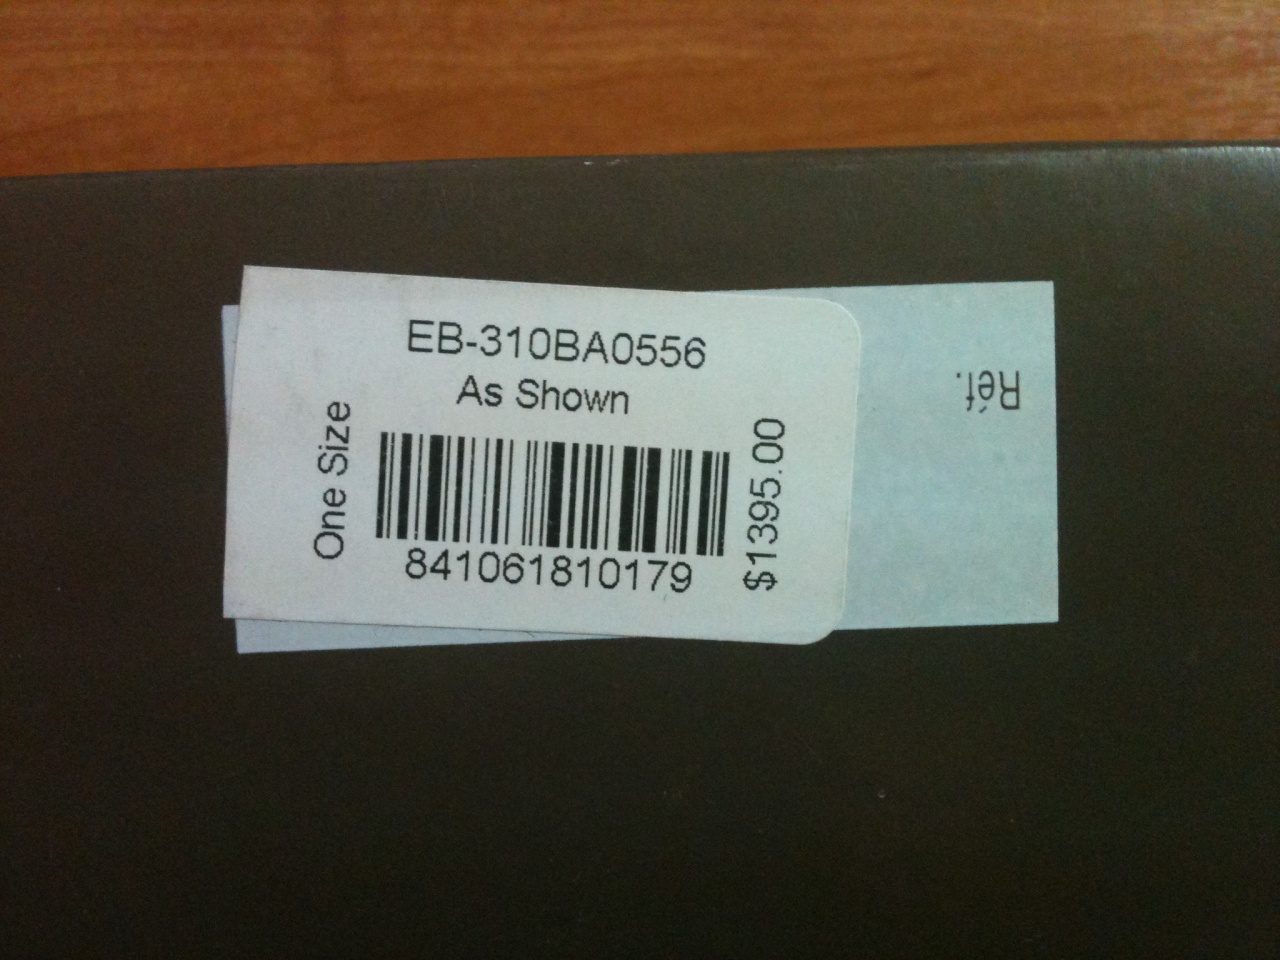 EB-310BA0556
As Shown
One Size
841061810179
$1395.00
Réf.